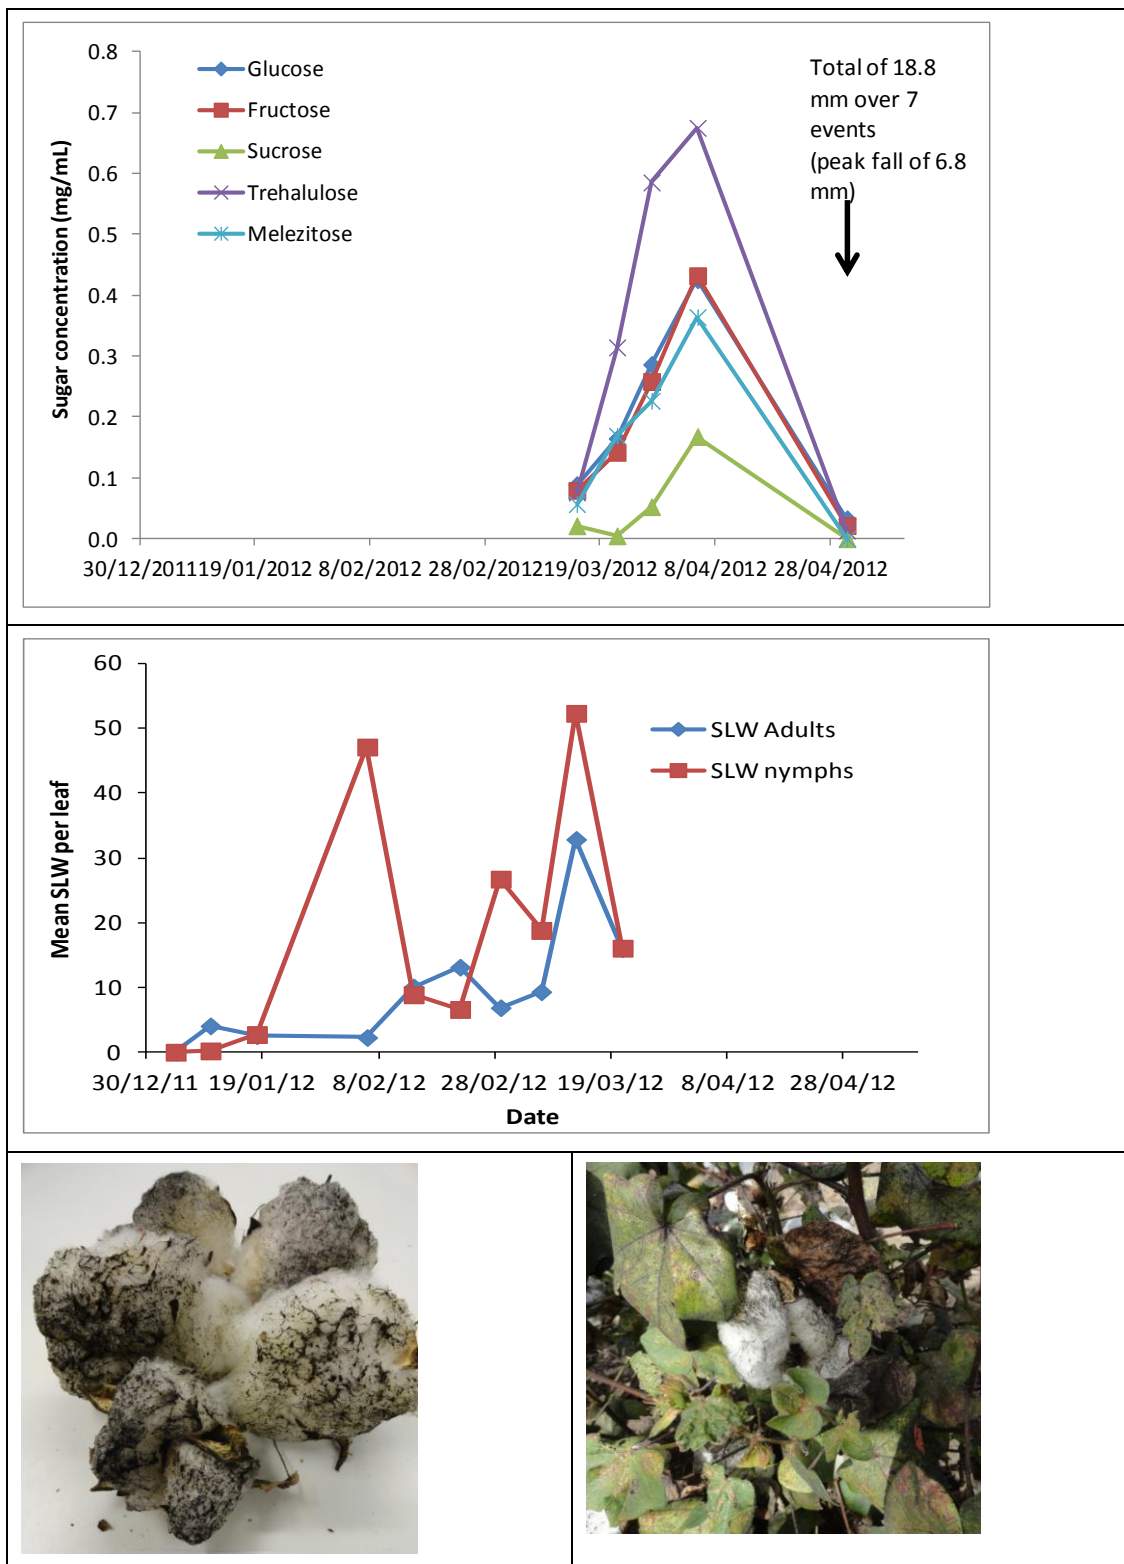 0.8
0.7
0.6
0.5
0.4
0.3
0.2
0.1
0.0
Sugar concentration (mg/mL)
Glucose
Fructose
Sucrose
Trehalulose
Melezitose
Total of 18.8
mm over 7
events
(peak fall of 6.8
mm)
30/12/2011 19/01/2012 8/02/2012 28/02/2012 19/03/2012 8/04/2012 28/04/2012
60
50
40
30
20
10
0
Mean SLW per leaf
SLW Adults
SLW nymphs
30/12/11 19/01/12 8/02/12 28/02/12 19/03/12 8/04/12 28/04/12
Date